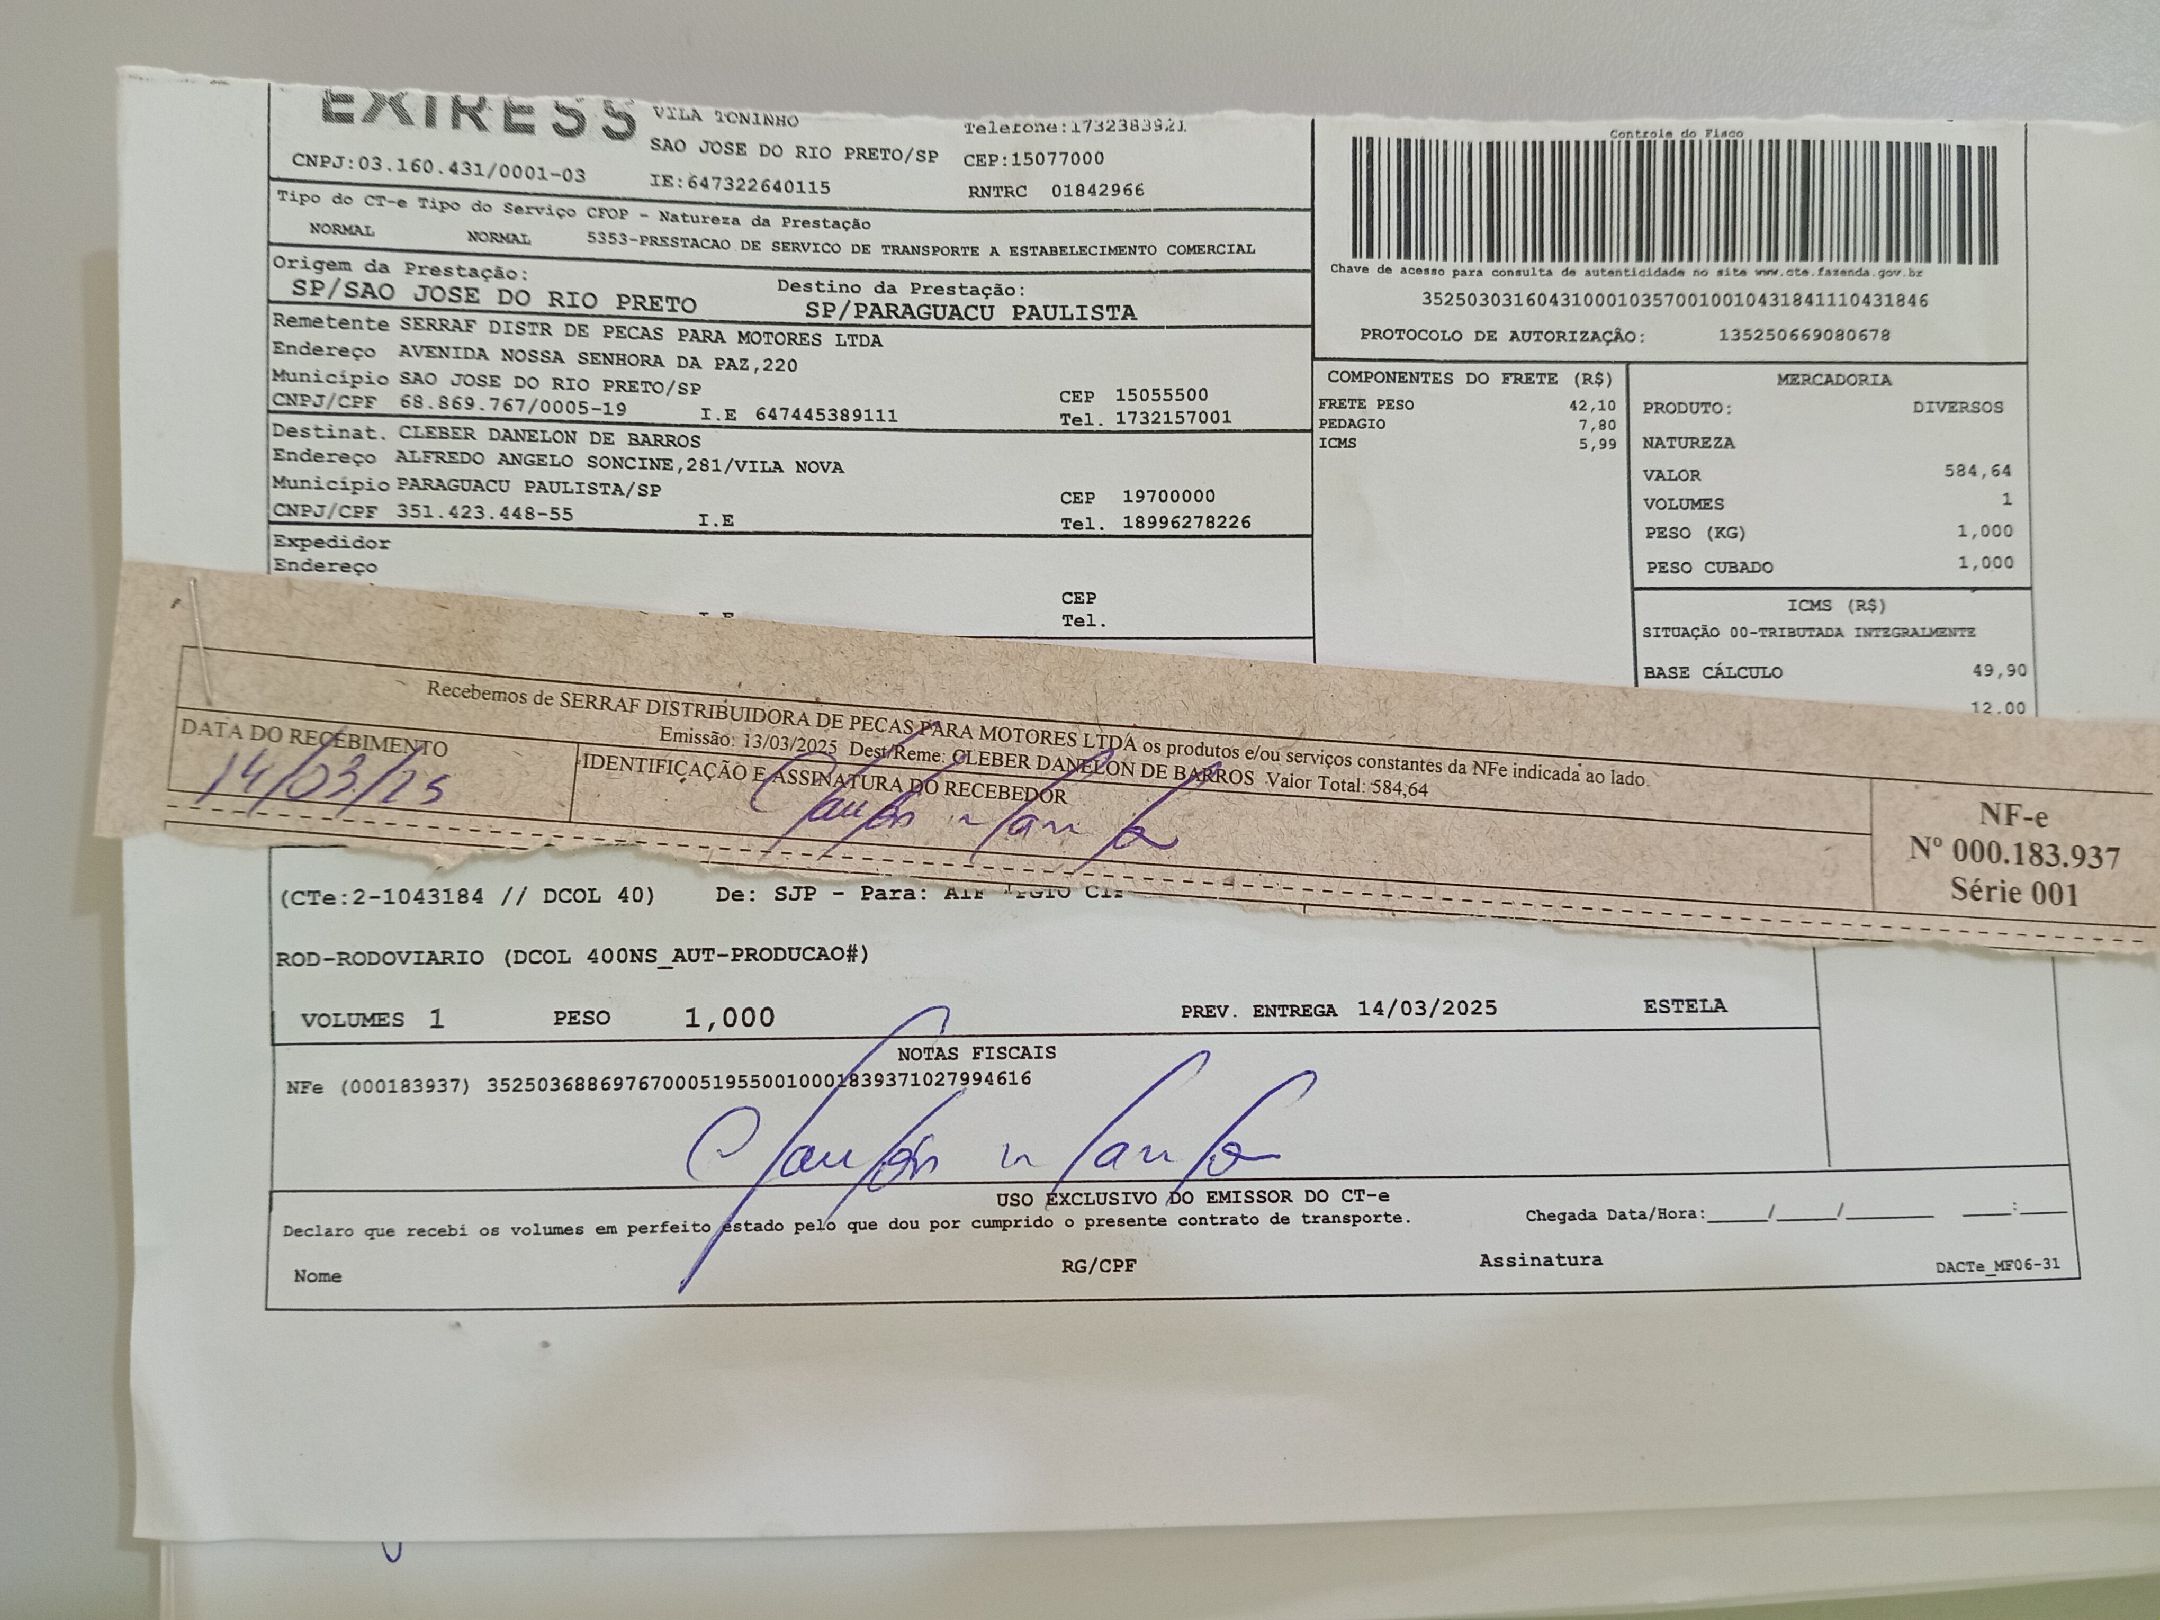 EXPRESS
VILA TONINHO
Telefone:1732383921
SAO JOSE DO RIO PRETO/SP CEP:15077000
CNPJ:03.160.431/0001-03 IE:647322640115 RNTRC 01842966
Tipo do CT-e Tipo do Serviço CFOP - Natureza da Prestação
NORMAL NORMAL 5353-PRESTACAO DE SERVICO DE TRANSPORTE A ESTABELECIMENTO COMERCIAL
Origem da Prestação: Destino da Prestação:
SP/SAO JOSE DO RIO PRETO SP/PARAGUACU PAULISTA
Remetente SERRAF DISTR DE PECAS PARA MOTORES LTDA
Endereço AVENIDA NOSSA SENHORA DA PAZ,220
Município SAO JOSE DO RIO PRETO/SP CEP 15055500
CNPJ/CPF 68.869.767/0005-19 I.E 647445389111 Tel. 1732157001
Destinat. CLEBER DANELON DE BARROS
Endereço ALFREDO ANGELO SONCINE,281/VILA NOVA
Município PARAGUACU PAULISTA/SP CEP 19700000
CNPJ/CPF 351.423.448-55 I.E Tel. 18996278226
Expedidor
Endereço
CEP
I.E Tel.
Controle do Fisco
Chave de acesso para consulta de autenticidade no site www.cte.fazenda.gov.br
35250303160431000103570010010431841110431846
PROTOCOLO DE AUTORIZAÇÃO: 135250669080678
COMPONENTES DO FRETE (R$)
FRETE PESO 42,10
PEDAGIO 7,80
ICMS 5,99
MERCADORIA
PRODUTO: DIVERSOS
NATUREZA
VALOR 584,64
VOLUMES 1
PESO (KG) 1,000
PESO CUBADO 1,000
ICMS (R$)
SITUAÇÃO 00-TRIBUTADA INTEGRALMENTE
BASE CÁLCULO 49,90
12.00
Recebemos de SERRAF DISTRIBUIDORA DE PECAS PARA MOTORES LTDA os produtos e/ou serviços constantes da NFe indicada ao lado.
Emissão: 13/03/2025 Dest/Reme: CLEBER DANELON DE BARROS Valor Total: 584,64
DATA DO RECEBIMENTO IDENTIFICAÇÃO E ASSINATURA DO RECEBEDOR
14/03/25
NF-e
Nº 000.183.937
Série 001
(CTe:2-1043184 // DCOL 40) De: SJP - Para:
ROD-RODOVIARIO (DCOL 400NS_AUT-PRODUCAO#)
VOLUMES 1 PESO 1,000 PREV. ENTREGA 14/03/2025 ESTELA
NOTAS FISCAIS
NFe (000183937) 35250368869767000519550010001839371027994616
USO EXCLUSIVO DO EMISSOR DO CT-e
Declaro que recebi os volumes em perfeito estado pelo que dou por cumprido o presente contrato de transporte. Chegada Data/Hora:_____/____/_______ ____:____
Nome RG/CPF Assinatura DACTe_MF06-31